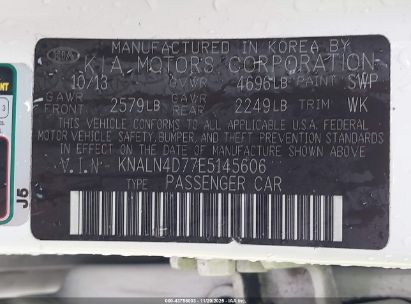 MANUFACTURED IN KOREA BY
KIA MOTORS CORPORATION
10/13 GVWR 4696LB PAINT SWP
GAWR FRONT 2579LB GAWR REAR 2249LB TRIM WK
THIS VEHICLE CONFORMS TO ALL APPLICABLE U.S.A. FEDERAL
MOTOR VEHICLE SAFETY, BUMPER, AND THEFT PREVENTION STANDARDS
IN EFFECT ON THE DATE OF MANUFACTURE SHOWN ABOVE.
V.I.N: KNALN4D77E5145606
TYPE: PASSENGER CAR
J5
3